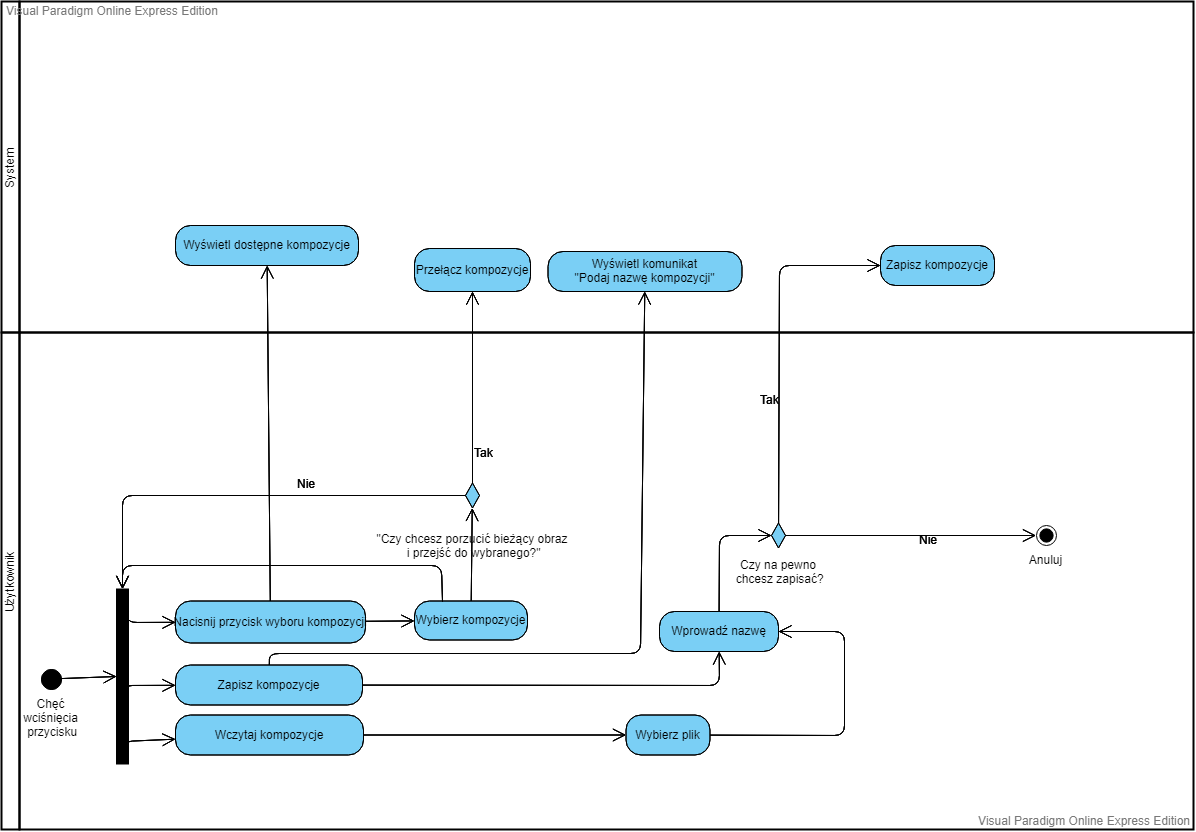 Visual Paradigm Online Express Edition
System
Wyświetl dostępne kompozycje
Przełącz kompozycje
Wyświetl komunikat
"Podaj nazwę kompozycji"
Zapisz kompozycje
Tak
Tak
Nie
"Czy chcesz porzucić bieżący obraz
i przejść do wybranego?"
Nie
Anuluj
Czy na pewno
chcesz zapisać?
Użytkownik
Nacisnij przycisk wyboru kompozycj
Wybierz kompozycje
Wprowadź nazwę
Zapisz kompozycje
Chęć
wciśnięcia
przycisku
Wczytaj kompozycje
Wybierz plik
Visual Paradigm Online Express Edition